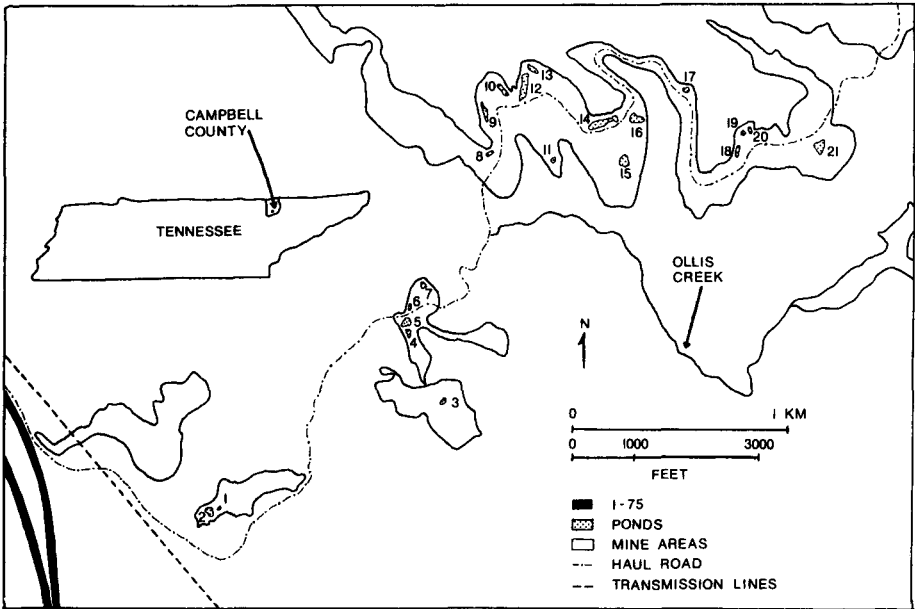 CAMPBELL
COUNTY
TENNESSEE
10
13
12
9
8
11
14
16
15
17
19
20
18
21
OLLIS
CREEK
7
6
5
4
3
N
1
2
0 1 KM
0 1000 3000
FEET
I-75
PONDS
MINE AREAS
HAUL ROAD
TRANSMISSION LINES